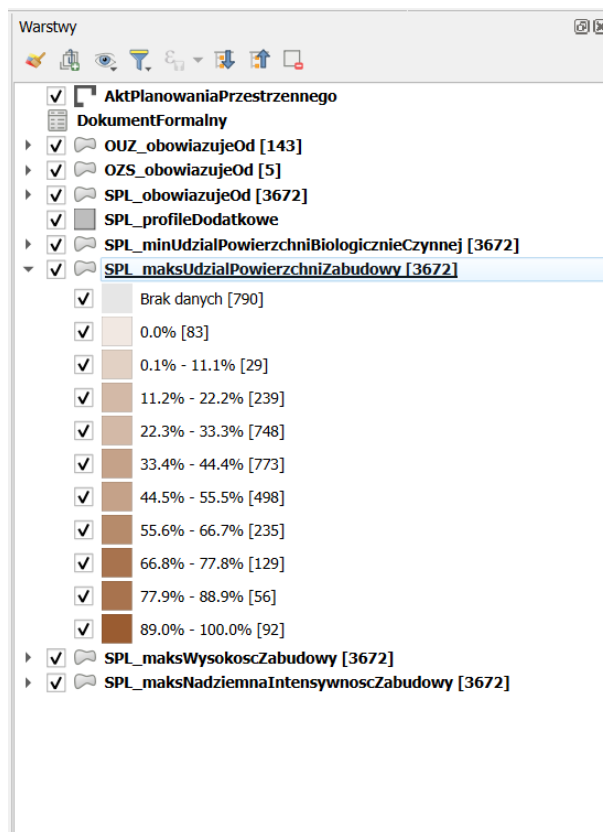 Warstwy
AktPlanowaniaPrzestrzennego
DokumentFormalny
OUZ_obowiazujeOd [143]
OZS_obowiazujeOd [5]
SPL_obowiazujeOd [3672]
SPL_profileDodatkowe
SPL_minUdzialPowierzchniBiologicznieCzynnej [3672]
SPL_maksUdzialPowierzchniZabudowy [3672]
Brak danych [790]
0.0% [83]
0.1% - 11.1% [29]
11.2% - 22.2% [239]
22.3% - 33.3% [748]
33.4% - 44.4% [773]
44.5% - 55.5% [498]
55.6% - 66.7% [235]
66.8% - 77.8% [129]
77.9% - 88.9% [56]
89.0% - 100.0% [92]
SPL_maksWysokoscZabudowy [3672]
SPL_maksNadziemnaIntensywnoscZabudowy [3672]